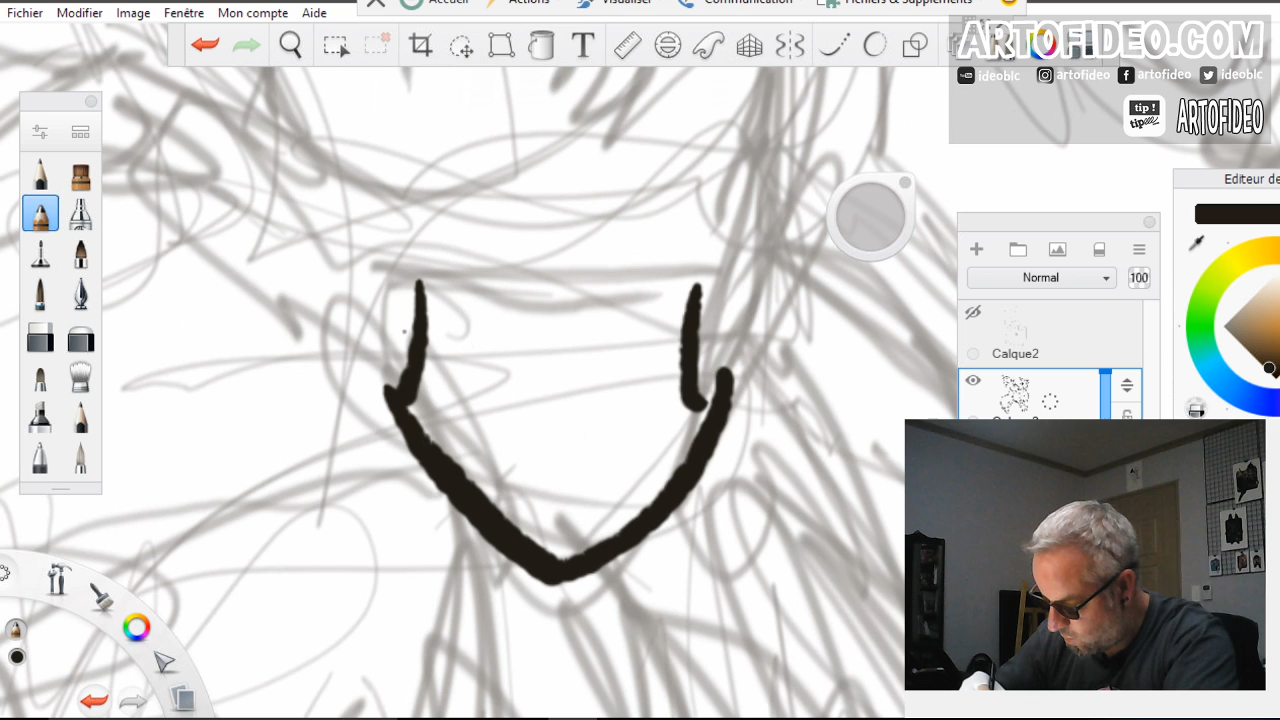 Accueil Actions Visualiser Communication Fichiers & Suppléments
Fichier Modifier Image Fenêtre Mon compte Aide
ARTOFIDEO.COM
ideoblc artofideo artofideo ideoblc
tip !
tip
ARTOFIDEO
Editeur de
Normal 100
Calque2